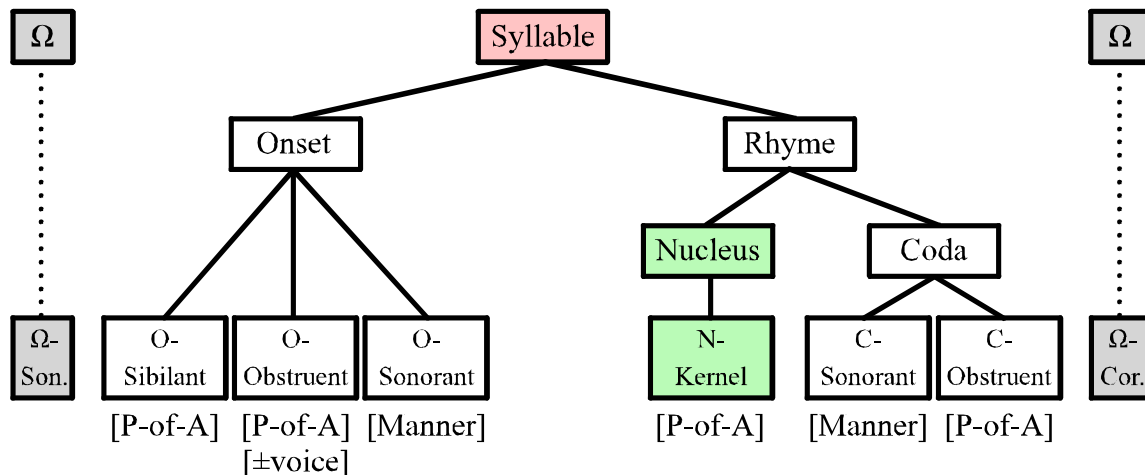 Ω Syllable Ω
Onset Rhyme
Nucleus Coda
Ω- O- O- O- N- C- C- Ω-
Son. Sibilant Obstruent Sonorant Kernel Sonorant Obstruent Cor.
[P-of-A] [P-of-A] [Manner] [P-of-A] [Manner] [P-of-A]
[±voice]